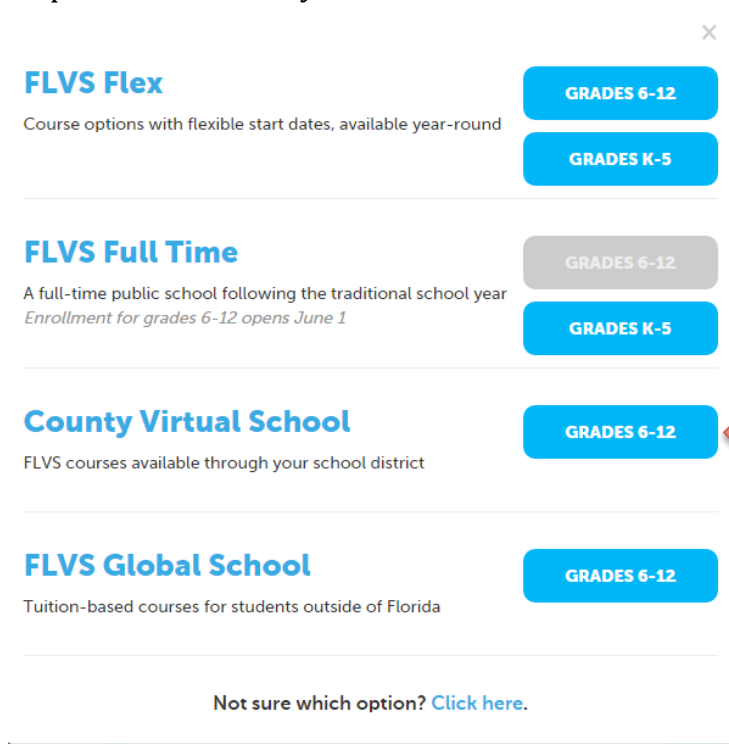 FLVS Flex
Course options with flexible start dates, available year-round
GRADES 6-12
GRADES K-5
FLVS Full Time
A full-time public school following the traditional school year
Enrollment for grades 6-12 opens June 1
GRADES 6-12
GRADES K-5
County Virtual School
FLVS courses available through your school district
GRADES 6-12
FLVS Global School
Tuition-based courses for students outside of Florida
GRADES 6-12
Not sure which option? Click here.